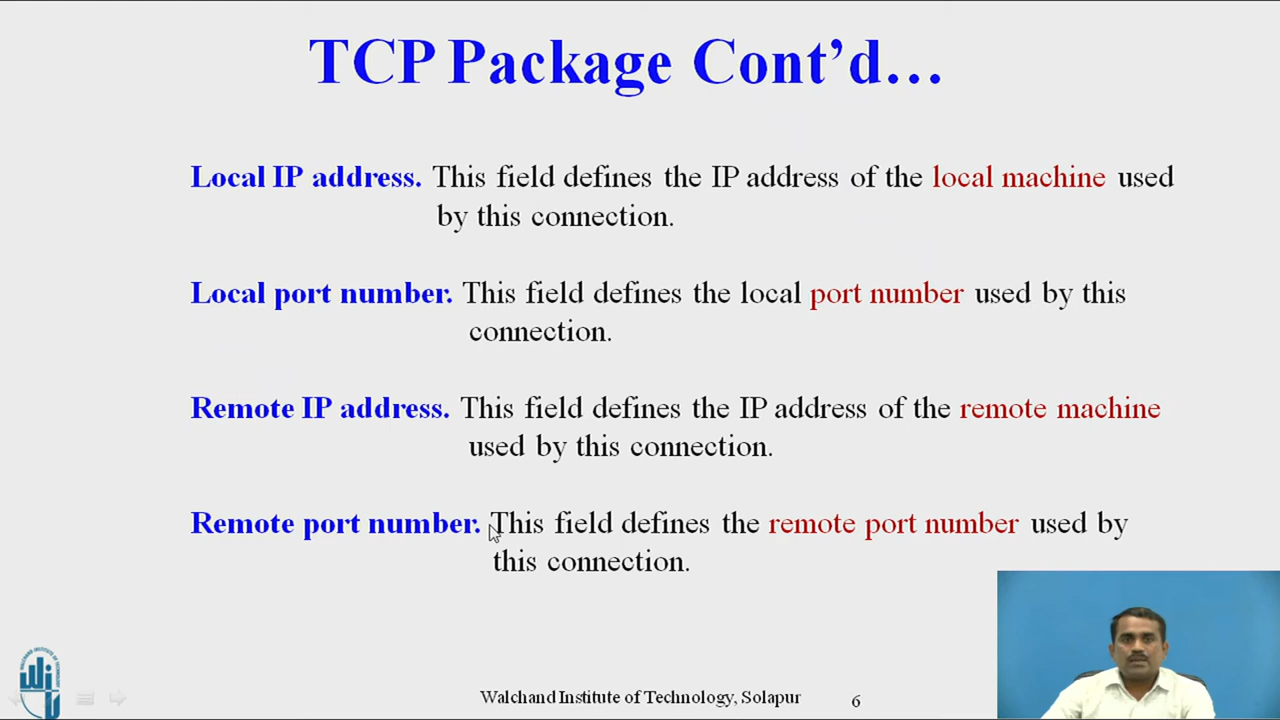 TCP Package Cont’d…
Local IP address. This field defines the IP address of the local machine used
by this connection.
Local port number. This field defines the local port number used by this
connection.
Remote IP address. This field defines the IP address of the remote machine
used by this connection.
Remote port number. This field defines the remote port number used by
this connection.
Walchand Institute of Technology, Solapur 6